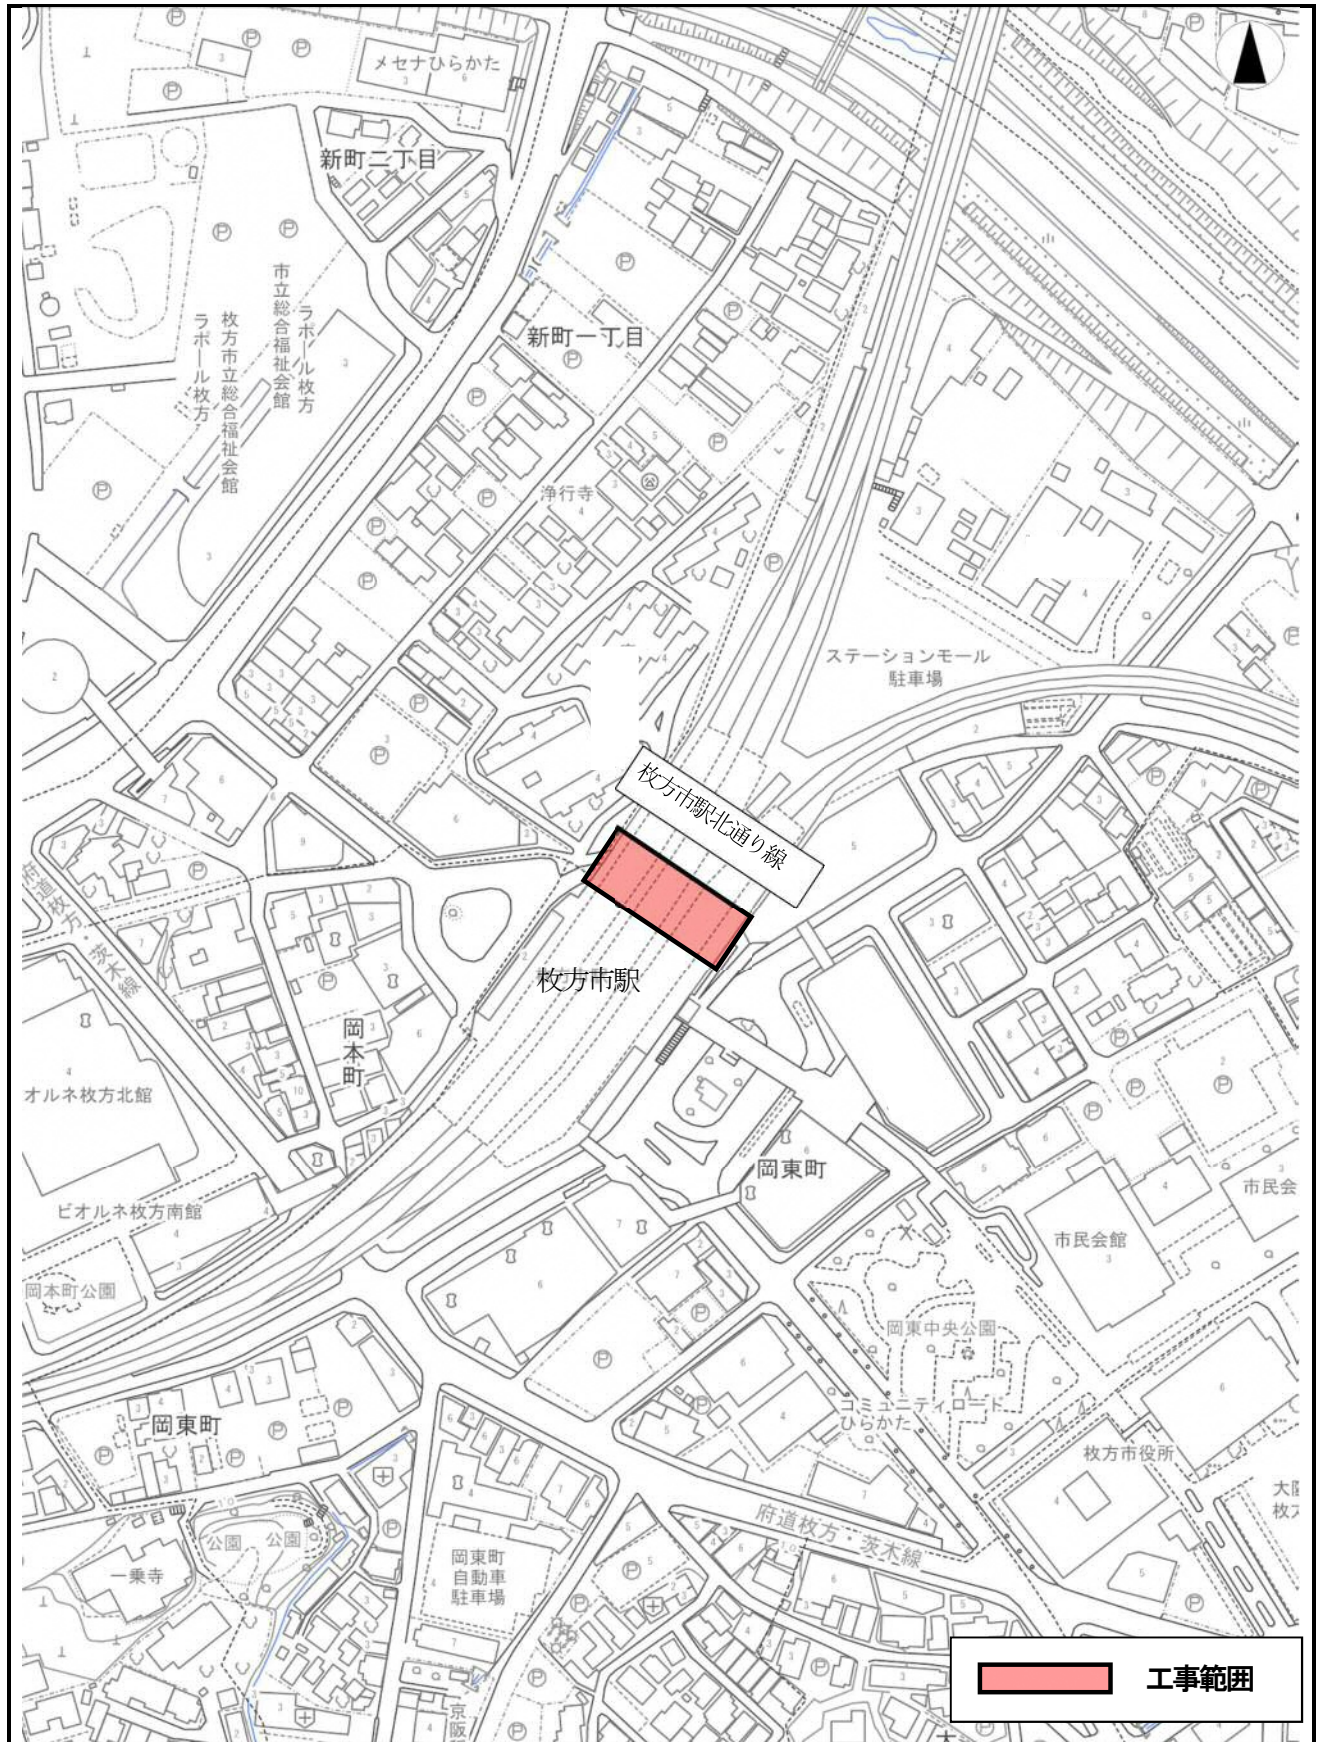 メセナひらかた
新町二丁目
市立総合福祉会館
ラポール枚方
枚方市立総合福祉会館
ラポール枚方
新町一丁目
浄行寺
ステーションモール
駐車場
枚方市駅北通り線
枚方市駅
府道枚方・茨木線
岡本町
オルネ枚方北館
岡東町
ビオルネ枚方南館
市民会
市民会館
岡本町公園
岡東中央公園
コミュニティロード
ひらかた
岡東町
枚方市役所
大阪
枚方
府道枚方・茨木線
公園
公園
一乗寺
岡東町
自動車
駐車場
京阪
工事範囲